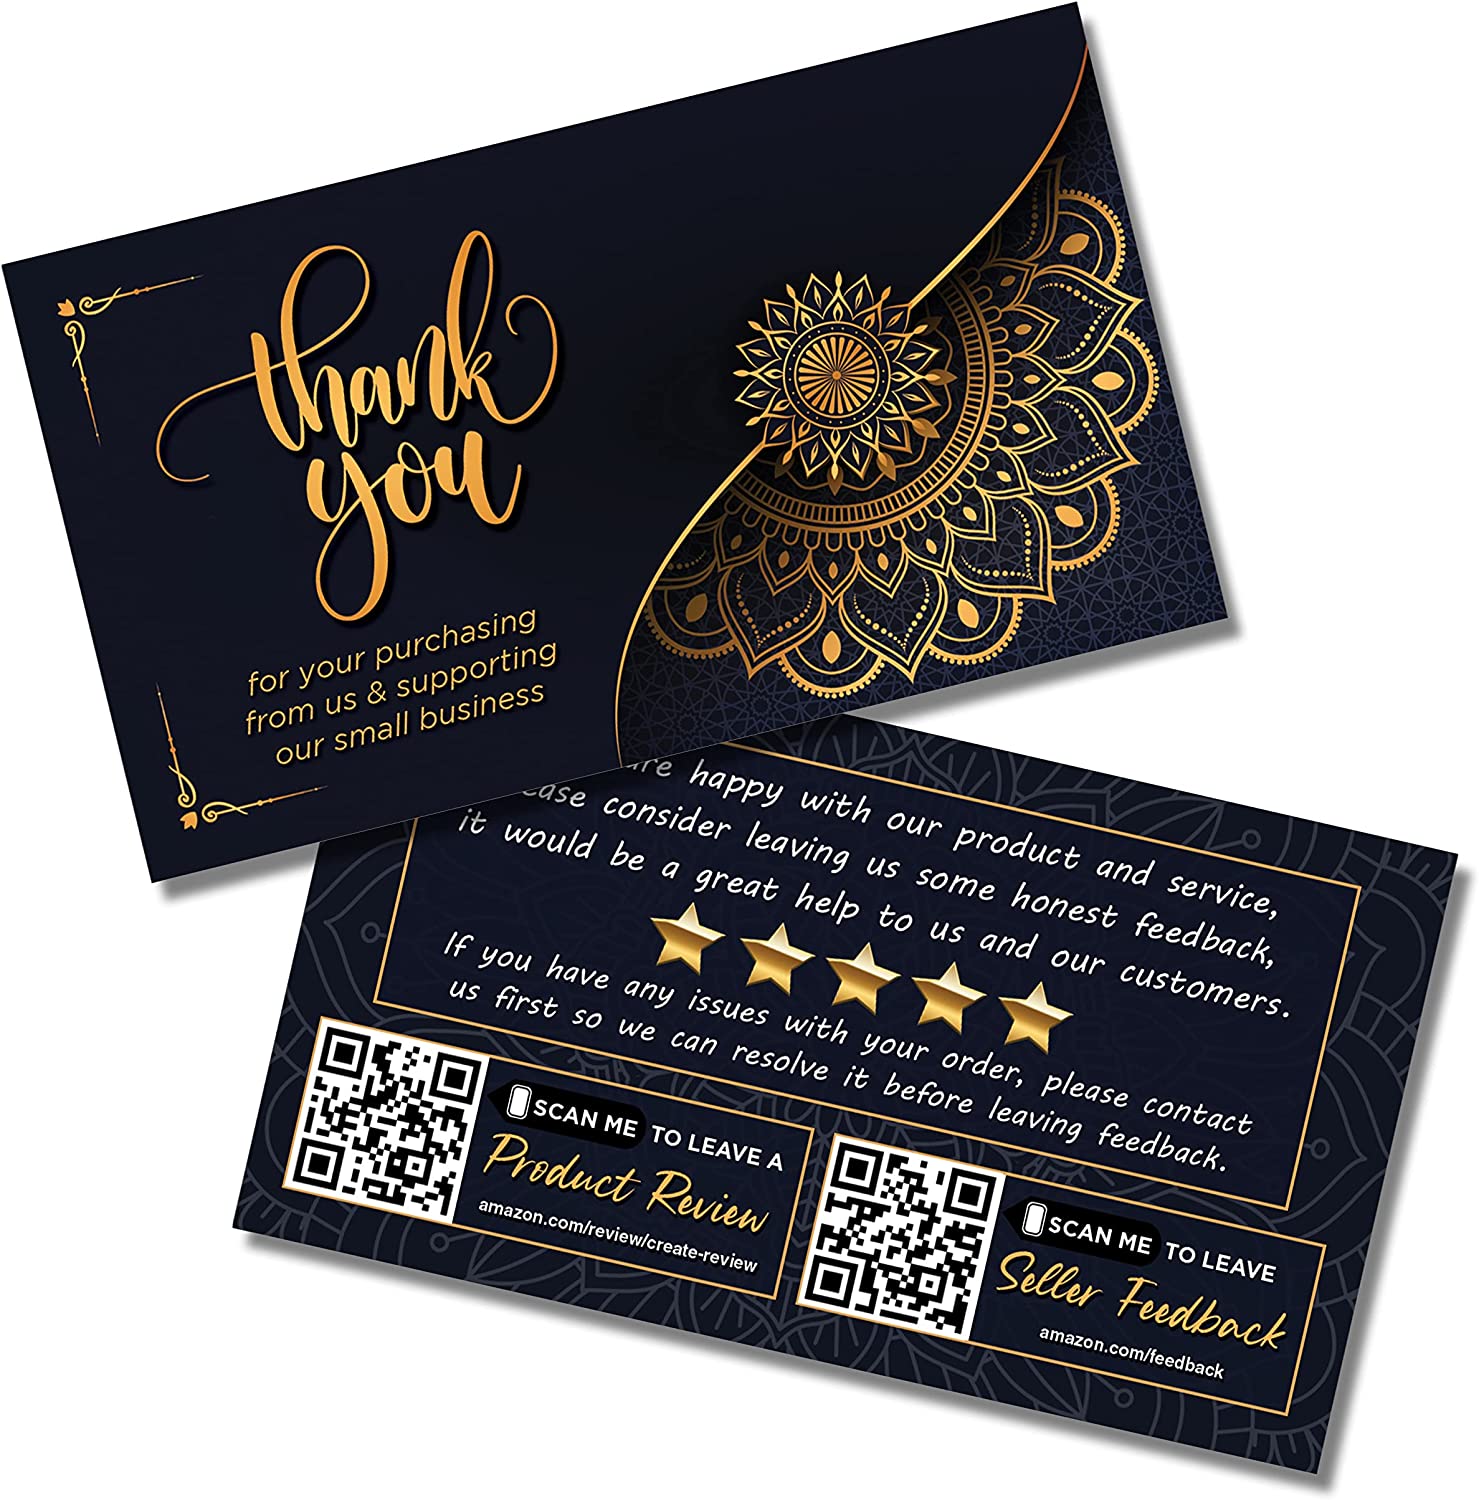 thank
you
for your purchasing
from us & supporting
our small business
happy with our product and service,
consider leaving us some honest feedback,
it would be a great help to us and our customers.
If you have any issues with your order, please contact
us first so we can resolve it before leaving feedback.
SCAN ME TO LEAVE A
Product Review
amazon.com/review/create-review
SCAN ME TO LEAVE
Seller Feedback
amazon.com/feedback